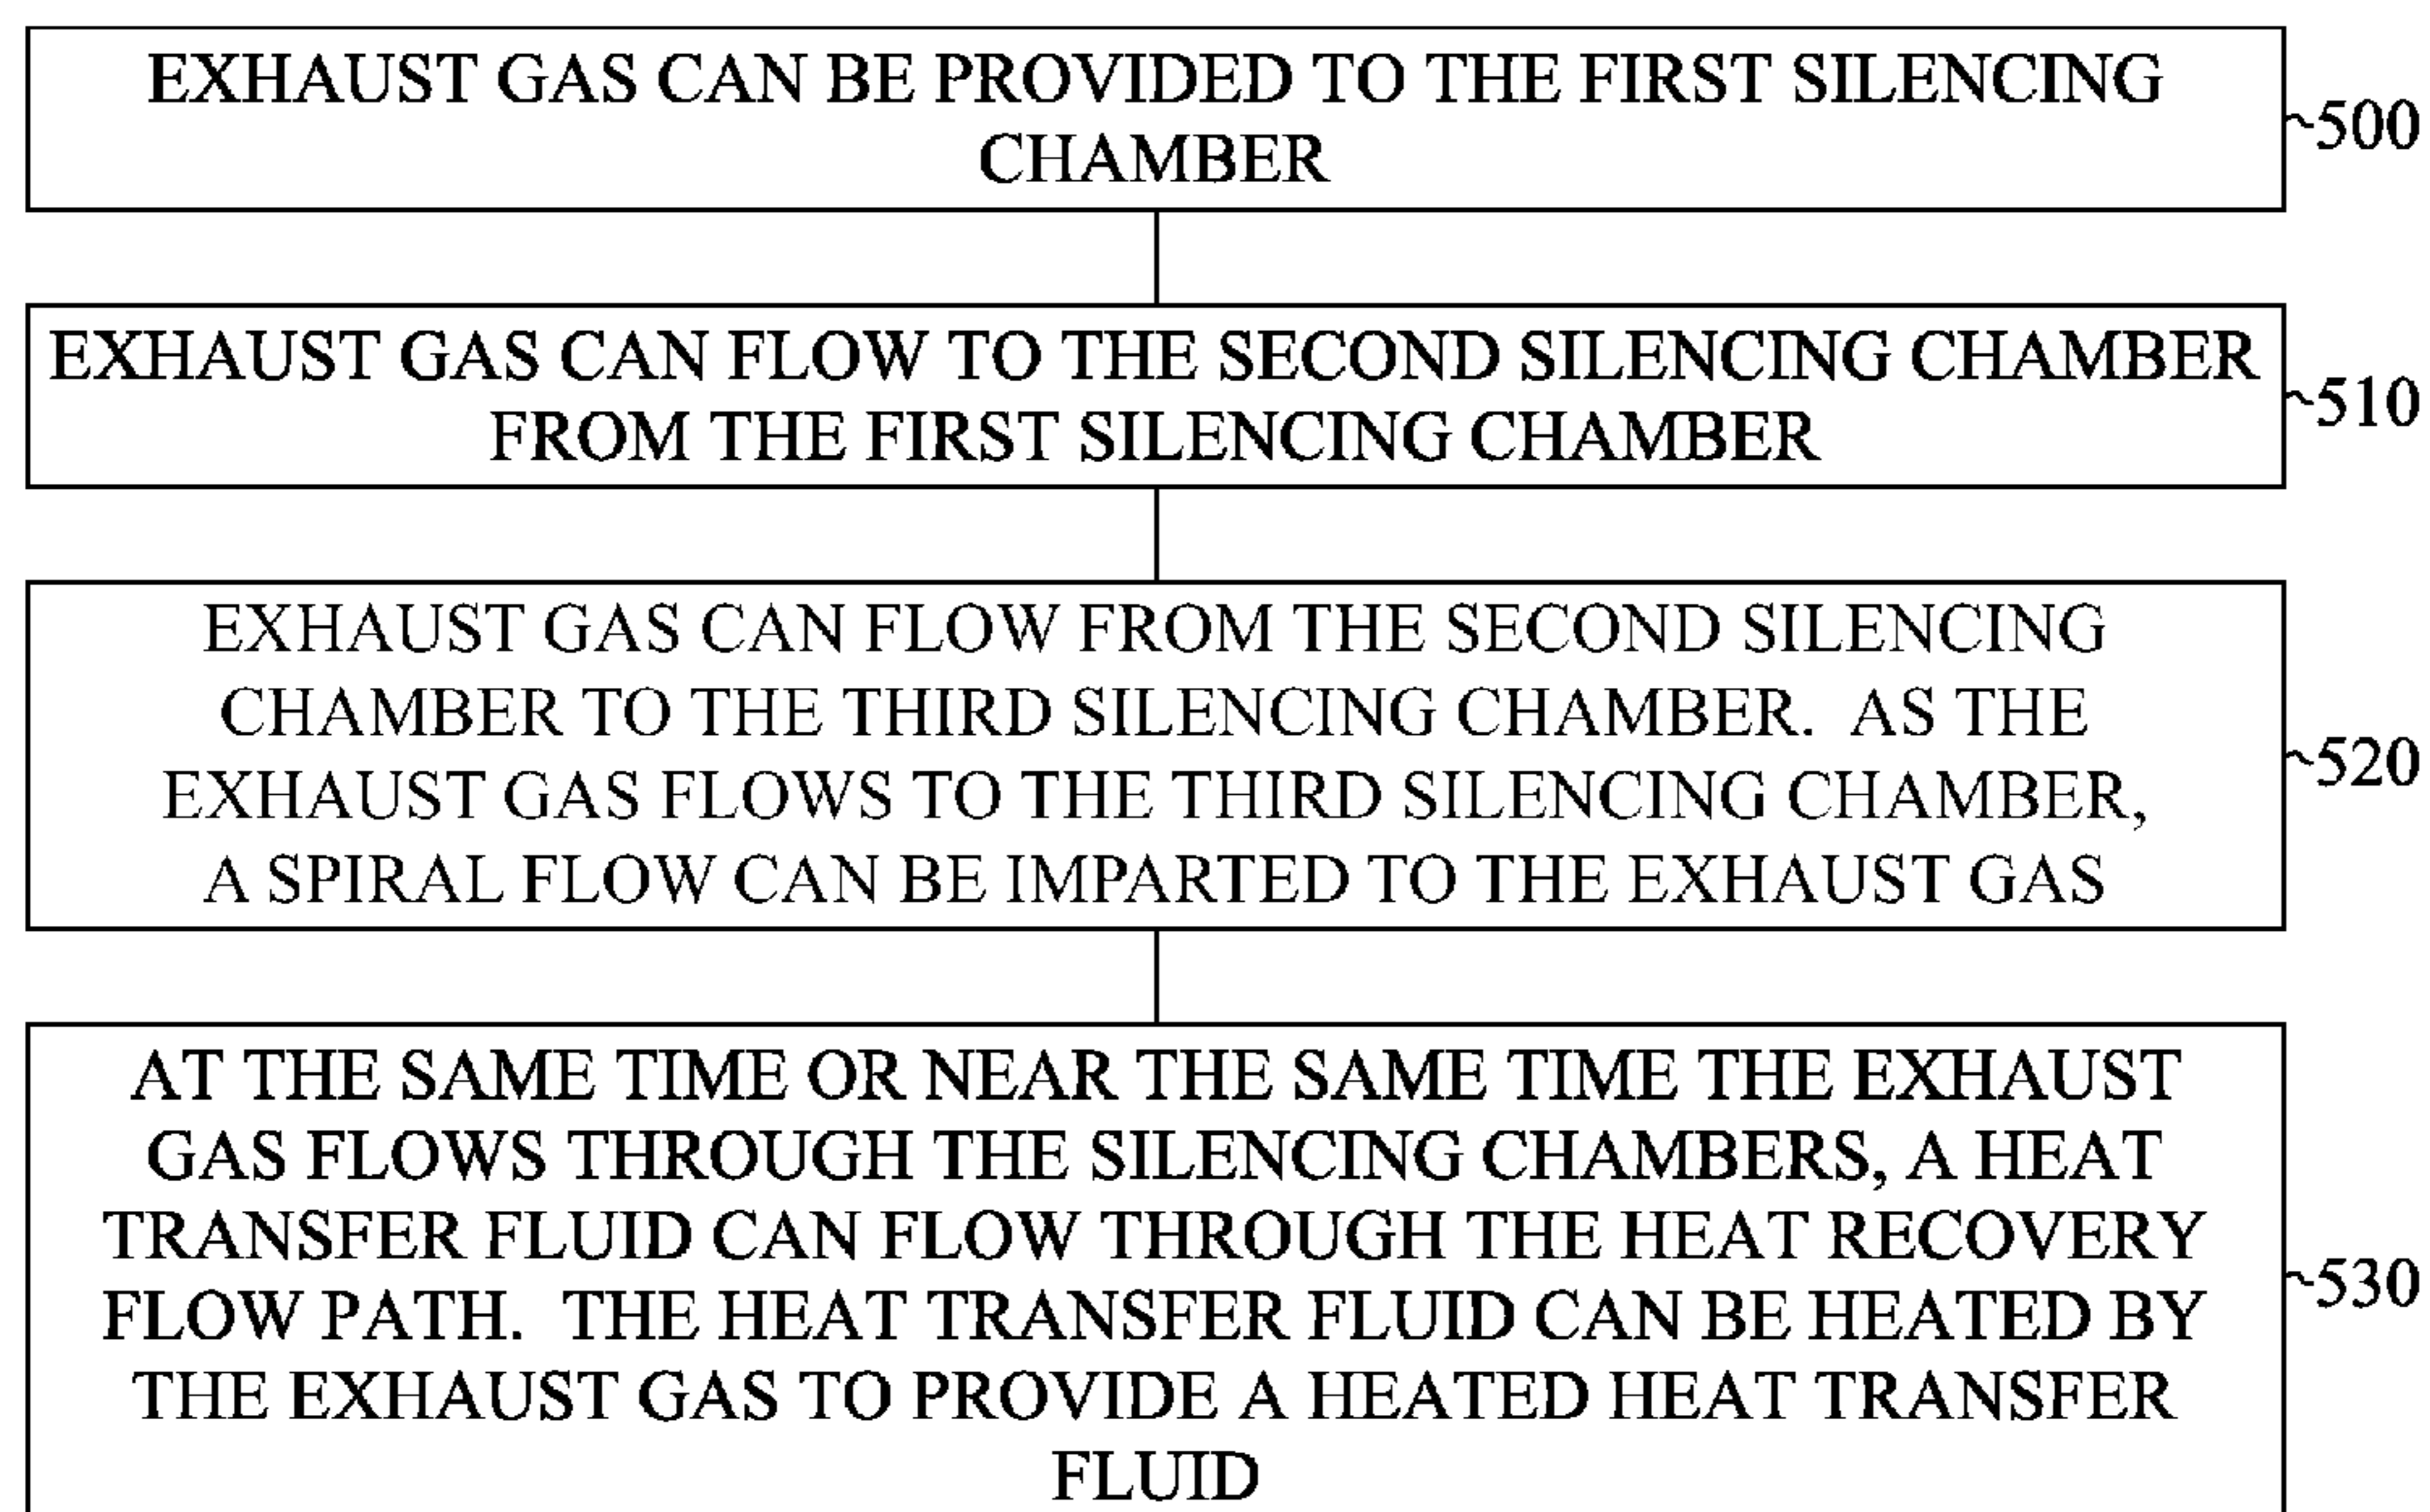 EXHAUST GAS CAN BE PROVIDED TO THE FIRST SILENCING
CHAMBER
~500
EXHAUST GAS CAN FLOW TO THE SECOND SILENCING CHAMBER
FROM THE FIRST SILENCING CHAMBER
~510
EXHAUST GAS CAN FLOW FROM THE SECOND SILENCING
CHAMBER TO THE THIRD SILENCING CHAMBER. AS THE
EXHAUST GAS FLOWS TO THE THIRD SILENCING CHAMBER,
A SPIRAL FLOW CAN BE IMPARTED TO THE EXHAUST GAS
~520
AT THE SAME TIME OR NEAR THE SAME TIME THE EXHAUST
GAS FLOWS THROUGH THE SILENCING CHAMBERS, A HEAT
TRANSFER FLUID CAN FLOW THROUGH THE HEAT RECOVERY
FLOW PATH. THE HEAT TRANSFER FLUID CAN BE HEATED BY
THE EXHAUST GAS TO PROVIDE A HEATED HEAT TRANSFER
FLUID
~530